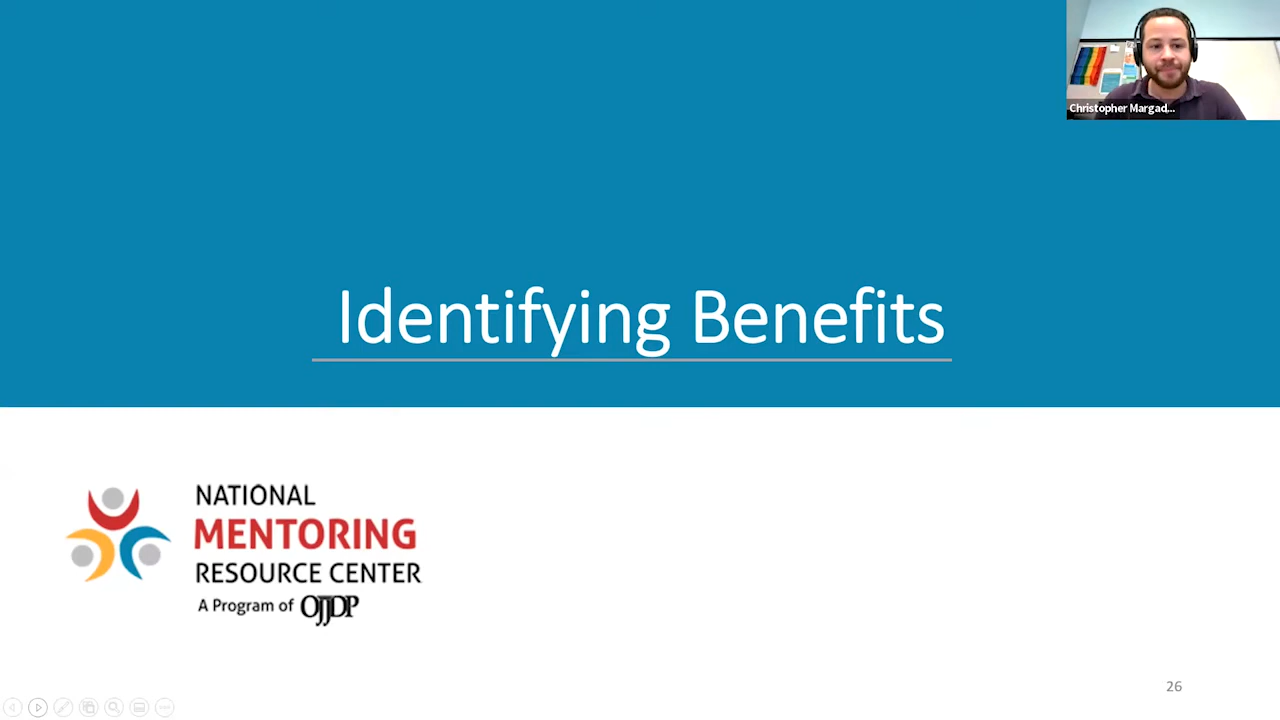 Christopher Margad...
Identifying Benefits
NATIONAL
MENTORING
RESOURCE CENTER
A Program of OJJDP
26